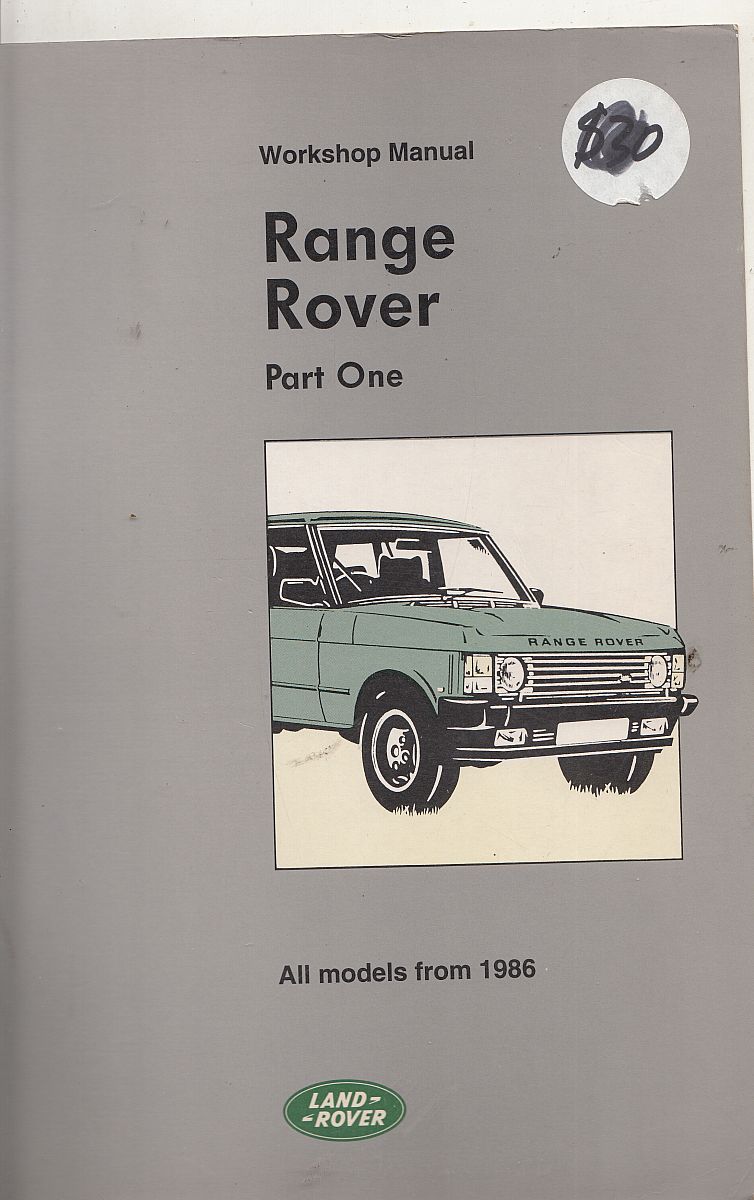 $30
Workshop Manual
Range
Rover
Part One
RANGE ROVER
All models from 1986
LAND
ROVER